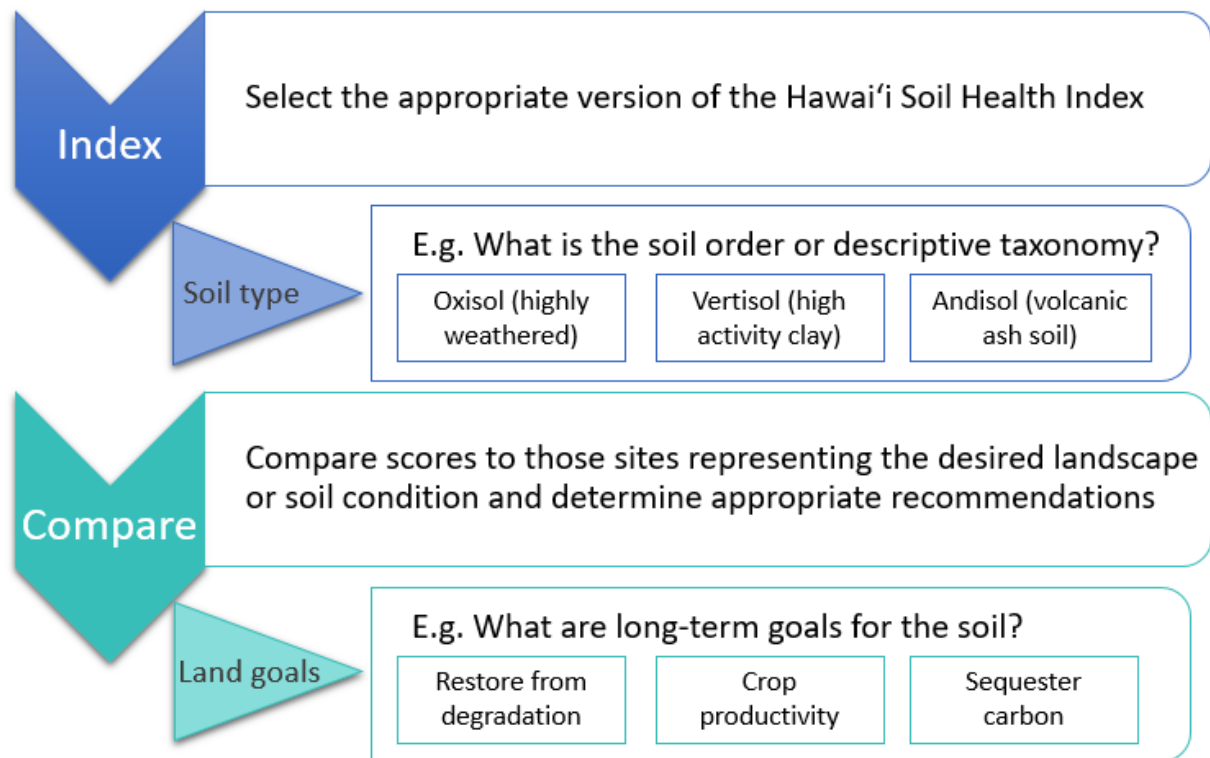 Index
Select the appropriate version of the Hawaiʻi Soil Health Index
Soil type
E.g. What is the soil order or descriptive taxonomy?
Oxisol (highly
weathered)
Vertisol (high
activity clay)
Andisol (volcanic
ash soil)
Compare
Compare scores to those sites representing the desired landscape
or soil condition and determine appropriate recommendations
Land goals
E.g. What are long-term goals for the soil?
Restore from
degradation
Crop
productivity
Sequester
carbon